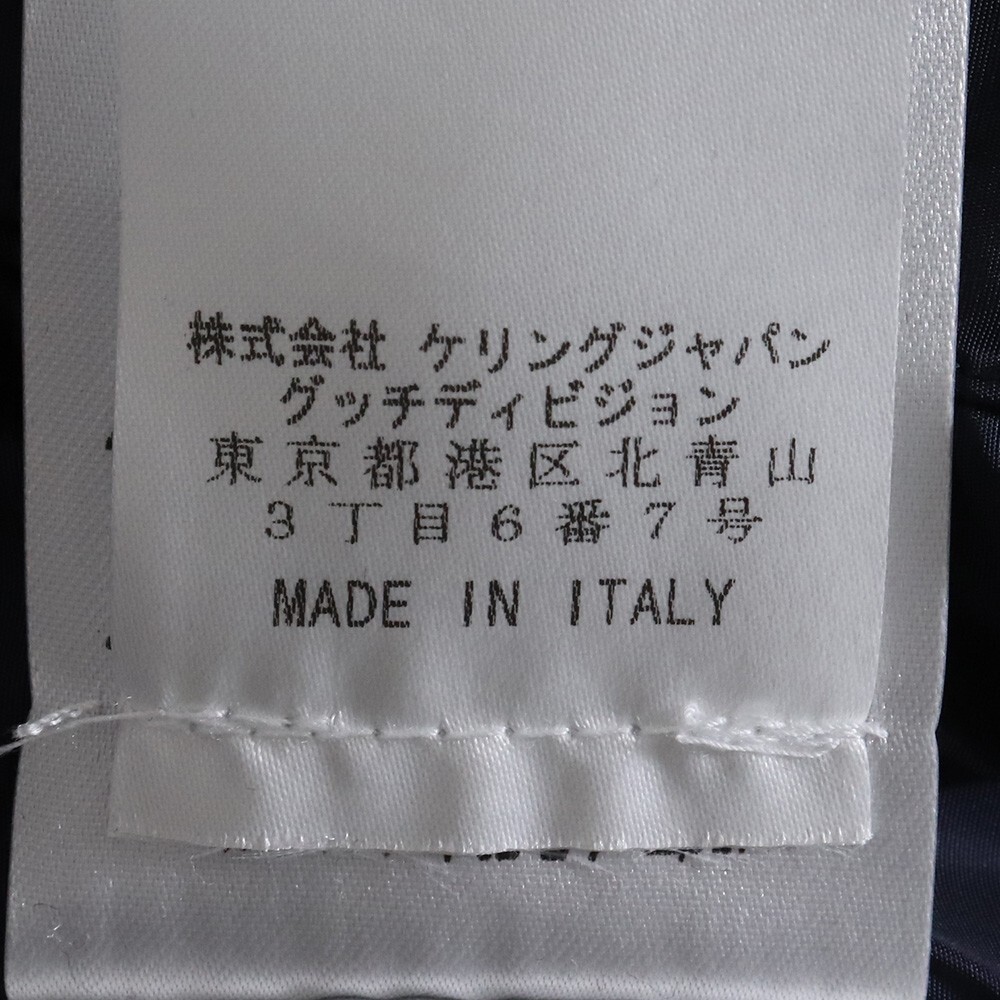 株式会社 ケリングジャパン
グッチディビジョン
東京都港区北青山
3丁目6番7号
MADE IN ITALY